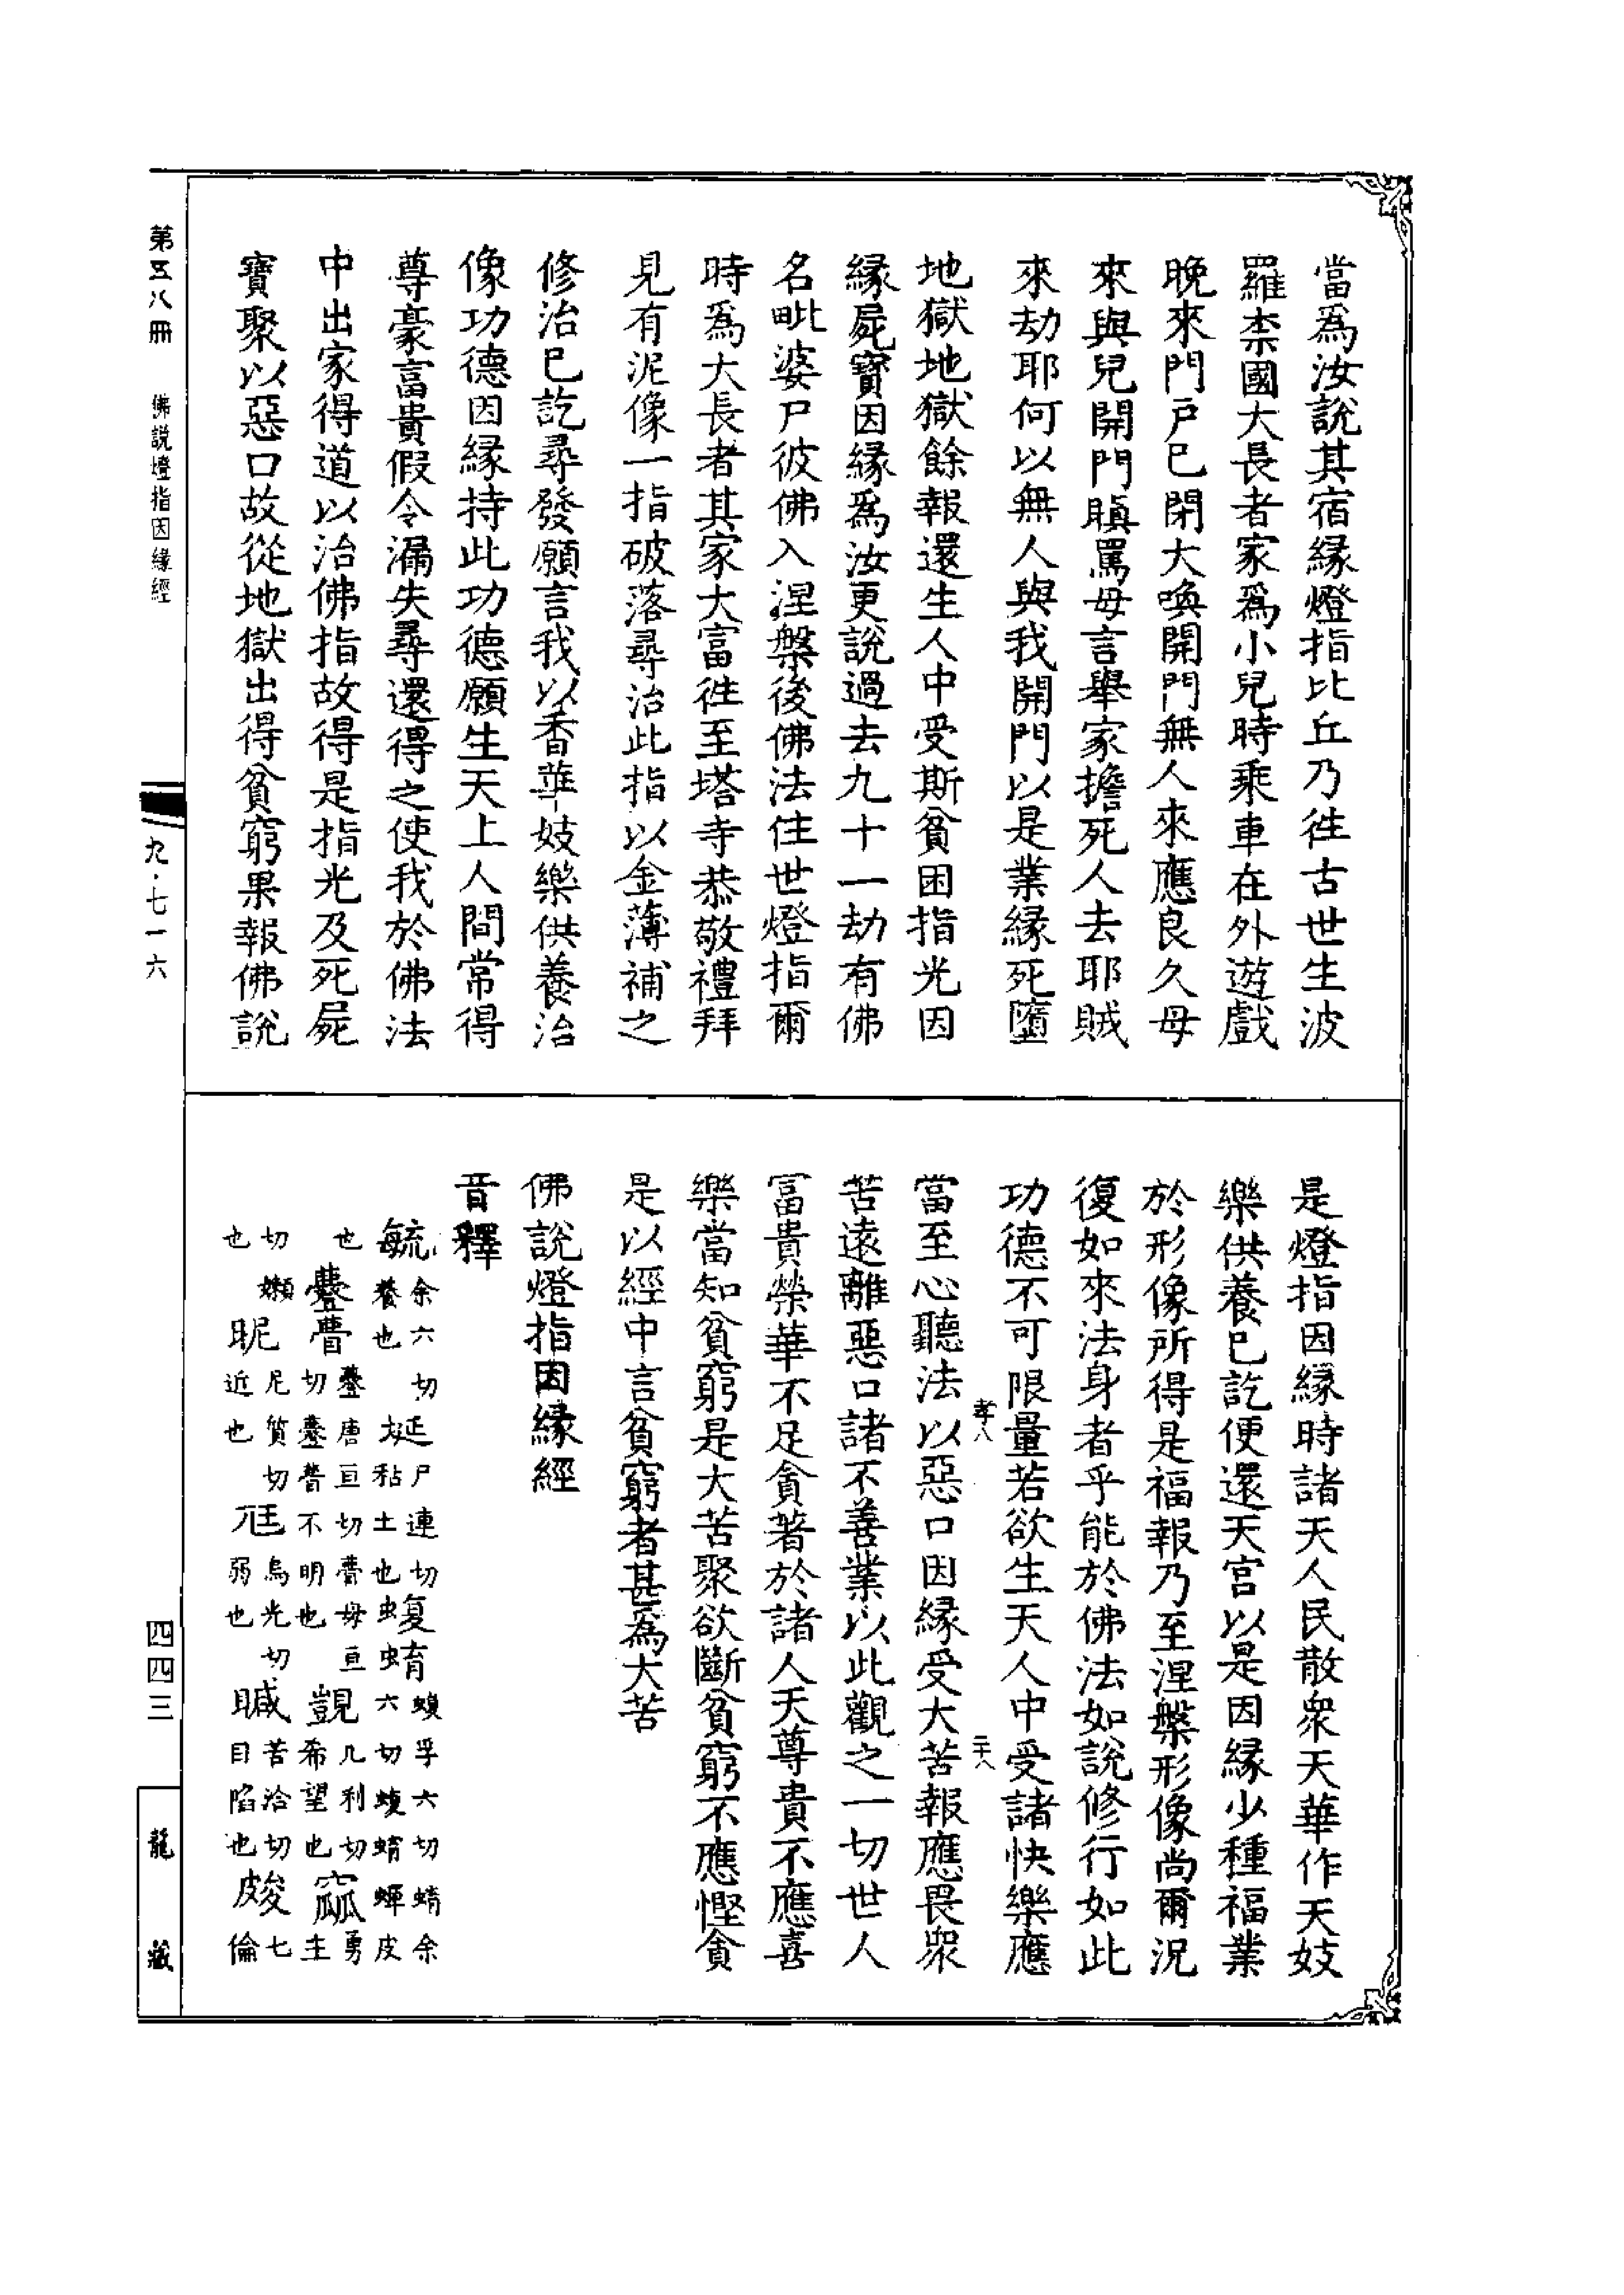 當爲汝說其宿緣燈指比丘乃往古世生波
羅柰國大長者家爲小兒時乘車在外遊戲
晚來門戶已閉大喚開門無人來應良久母
來與兒開門瞋罵母言舉家擔死人去耶賊
來劫耶何以無人與我開門以是業緣死墮
地獄地獄餘報還生人中受斯貧困指光因
緣屍寶因緣爲汝更說過去九十一劫有佛
名毗婆尸彼佛入涅槃後佛法住世燈指爾
時爲大長者其家大富往至塔寺恭敬禮拜
見有泥像一指破落尋治此指以金薄補之
修治已訖尋發願言我以香華妓樂供養治
像功德因緣持此功德願生天上人間常得
尊豪富貴假令漏失尋還得之使我於佛法
中出家得道以治佛指故得是指光及死屍
寶聚以惡口故從地獄出得貧窮果報佛說
是燈指因緣時諸天人民散眾天華作天妓
樂供養已訖便還天宮以是因緣少種福業
於形像所得是福報乃至涅槃形像尚爾況
復如來法身者乎能於佛法如說修行如此
功德不可限量若欲生天人中受諸快樂應
孝八
二十八
當至心聽法以惡口因緣受大苦報應畏眾
苦遠離惡口諸不善業以此觀之一切世人
富貴榮華不足貪著於諸人天尊貴不應喜
樂當知貧窮是大苦聚欲斷貧窮不應慳貪
是以經中言貧窮者甚爲大苦
佛說燈指因緣經
音釋
毓余六切養也 埏尸連切粘土也 蝮蜟蝮孚六切蜟余六切蝮蜟蟬皮
也 㽅瞢㽅唐亘切瞢母亘切㽅瞢不明也 覬几利切希望也 窳勇主
切嬾也 昵尼質切近也 尫烏光切弱也 䁍苦洽切目陷也 皴七倫
第五八冊 佛說燈指因緣經
九·七一六
四四三
龍藏